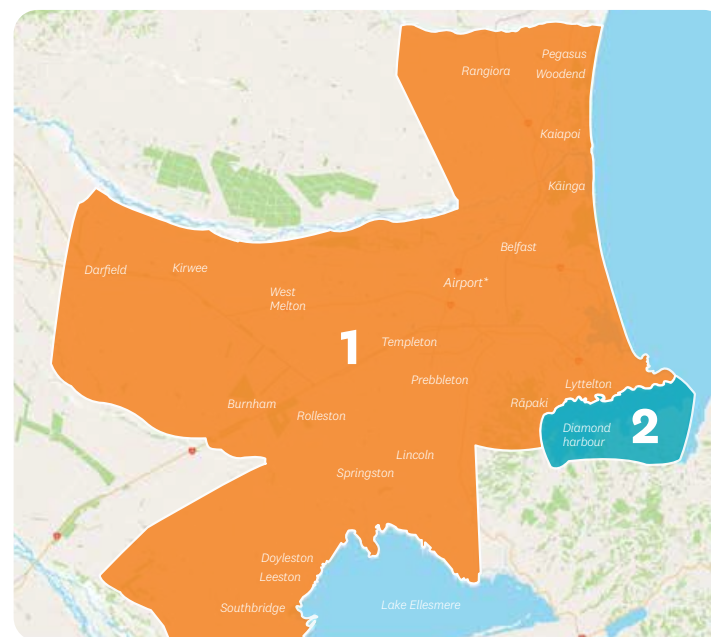 Pegasus
Rangiora
Woodend
Kaiapoi
Kāinga
Belfast
Darfield
Kirwee
Airport*
West
Melton
1
Templeton
Prebbleton
Lyttelton
Burnham
Rāpaki
Rolleston
Diamond
harbour
2
Lincoln
Springston
Doyleston
Leeston
Southbridge
Lake Ellesmere